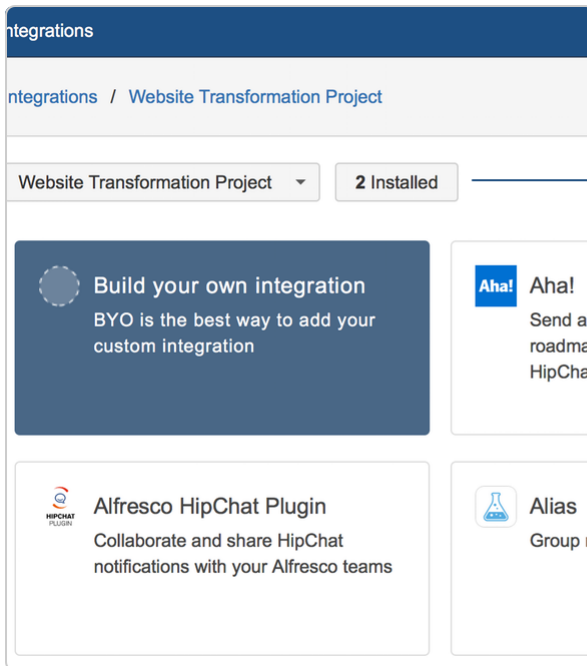 ntegrations
ntegrations / Website Transformation Project
Website Transformation Project 2 Installed
Build your own integration
BYO is the best way to add your
custom integration
Aha! Aha!
Send a
roadma
HipCha
HIPCHAT
PLUGIN
Alfresco HipChat Plugin
Collaborate and share HipChat
notifications with your Alfresco teams
Alias
Group